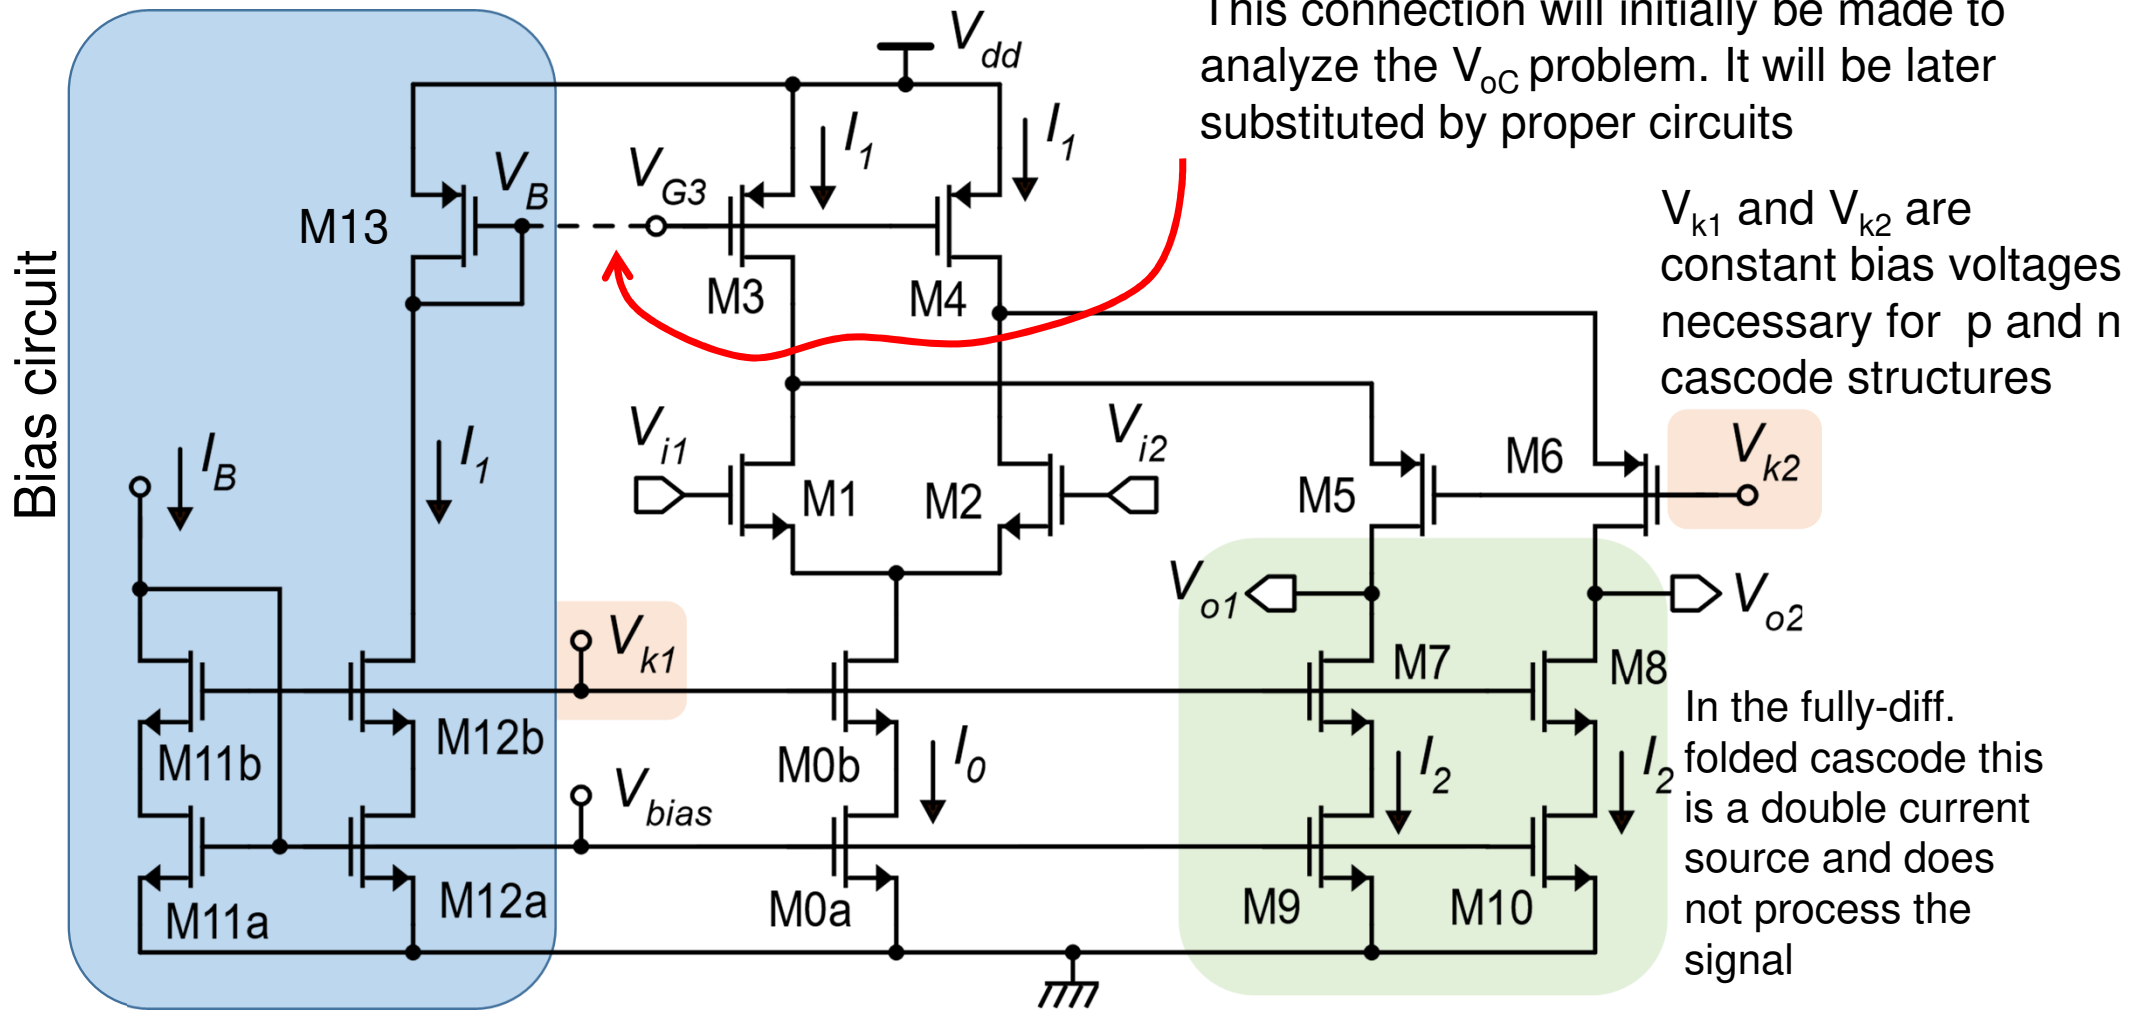 This connection will initially be made to
analyze the VoC problem. It will be later
substituted by proper circuits
Vdd
I1
I1
VB
VG3
M13
M3
M4
Vk1 and Vk2 are
constant bias voltages
necessary for p and n
cascode structures
Bias circuit
IB
I1
Vi1
Vi2
M1
M2
M5
M6
Vk2
Vo1
Vo2
Vk1
M11b
M12b
M0b
I0
M7
M8
I2
I2
In the fully-diff.
folded cascode this
is a double current
source and does
not process the
signal
Vbias
M11a
M12a
M0a
M9
M10